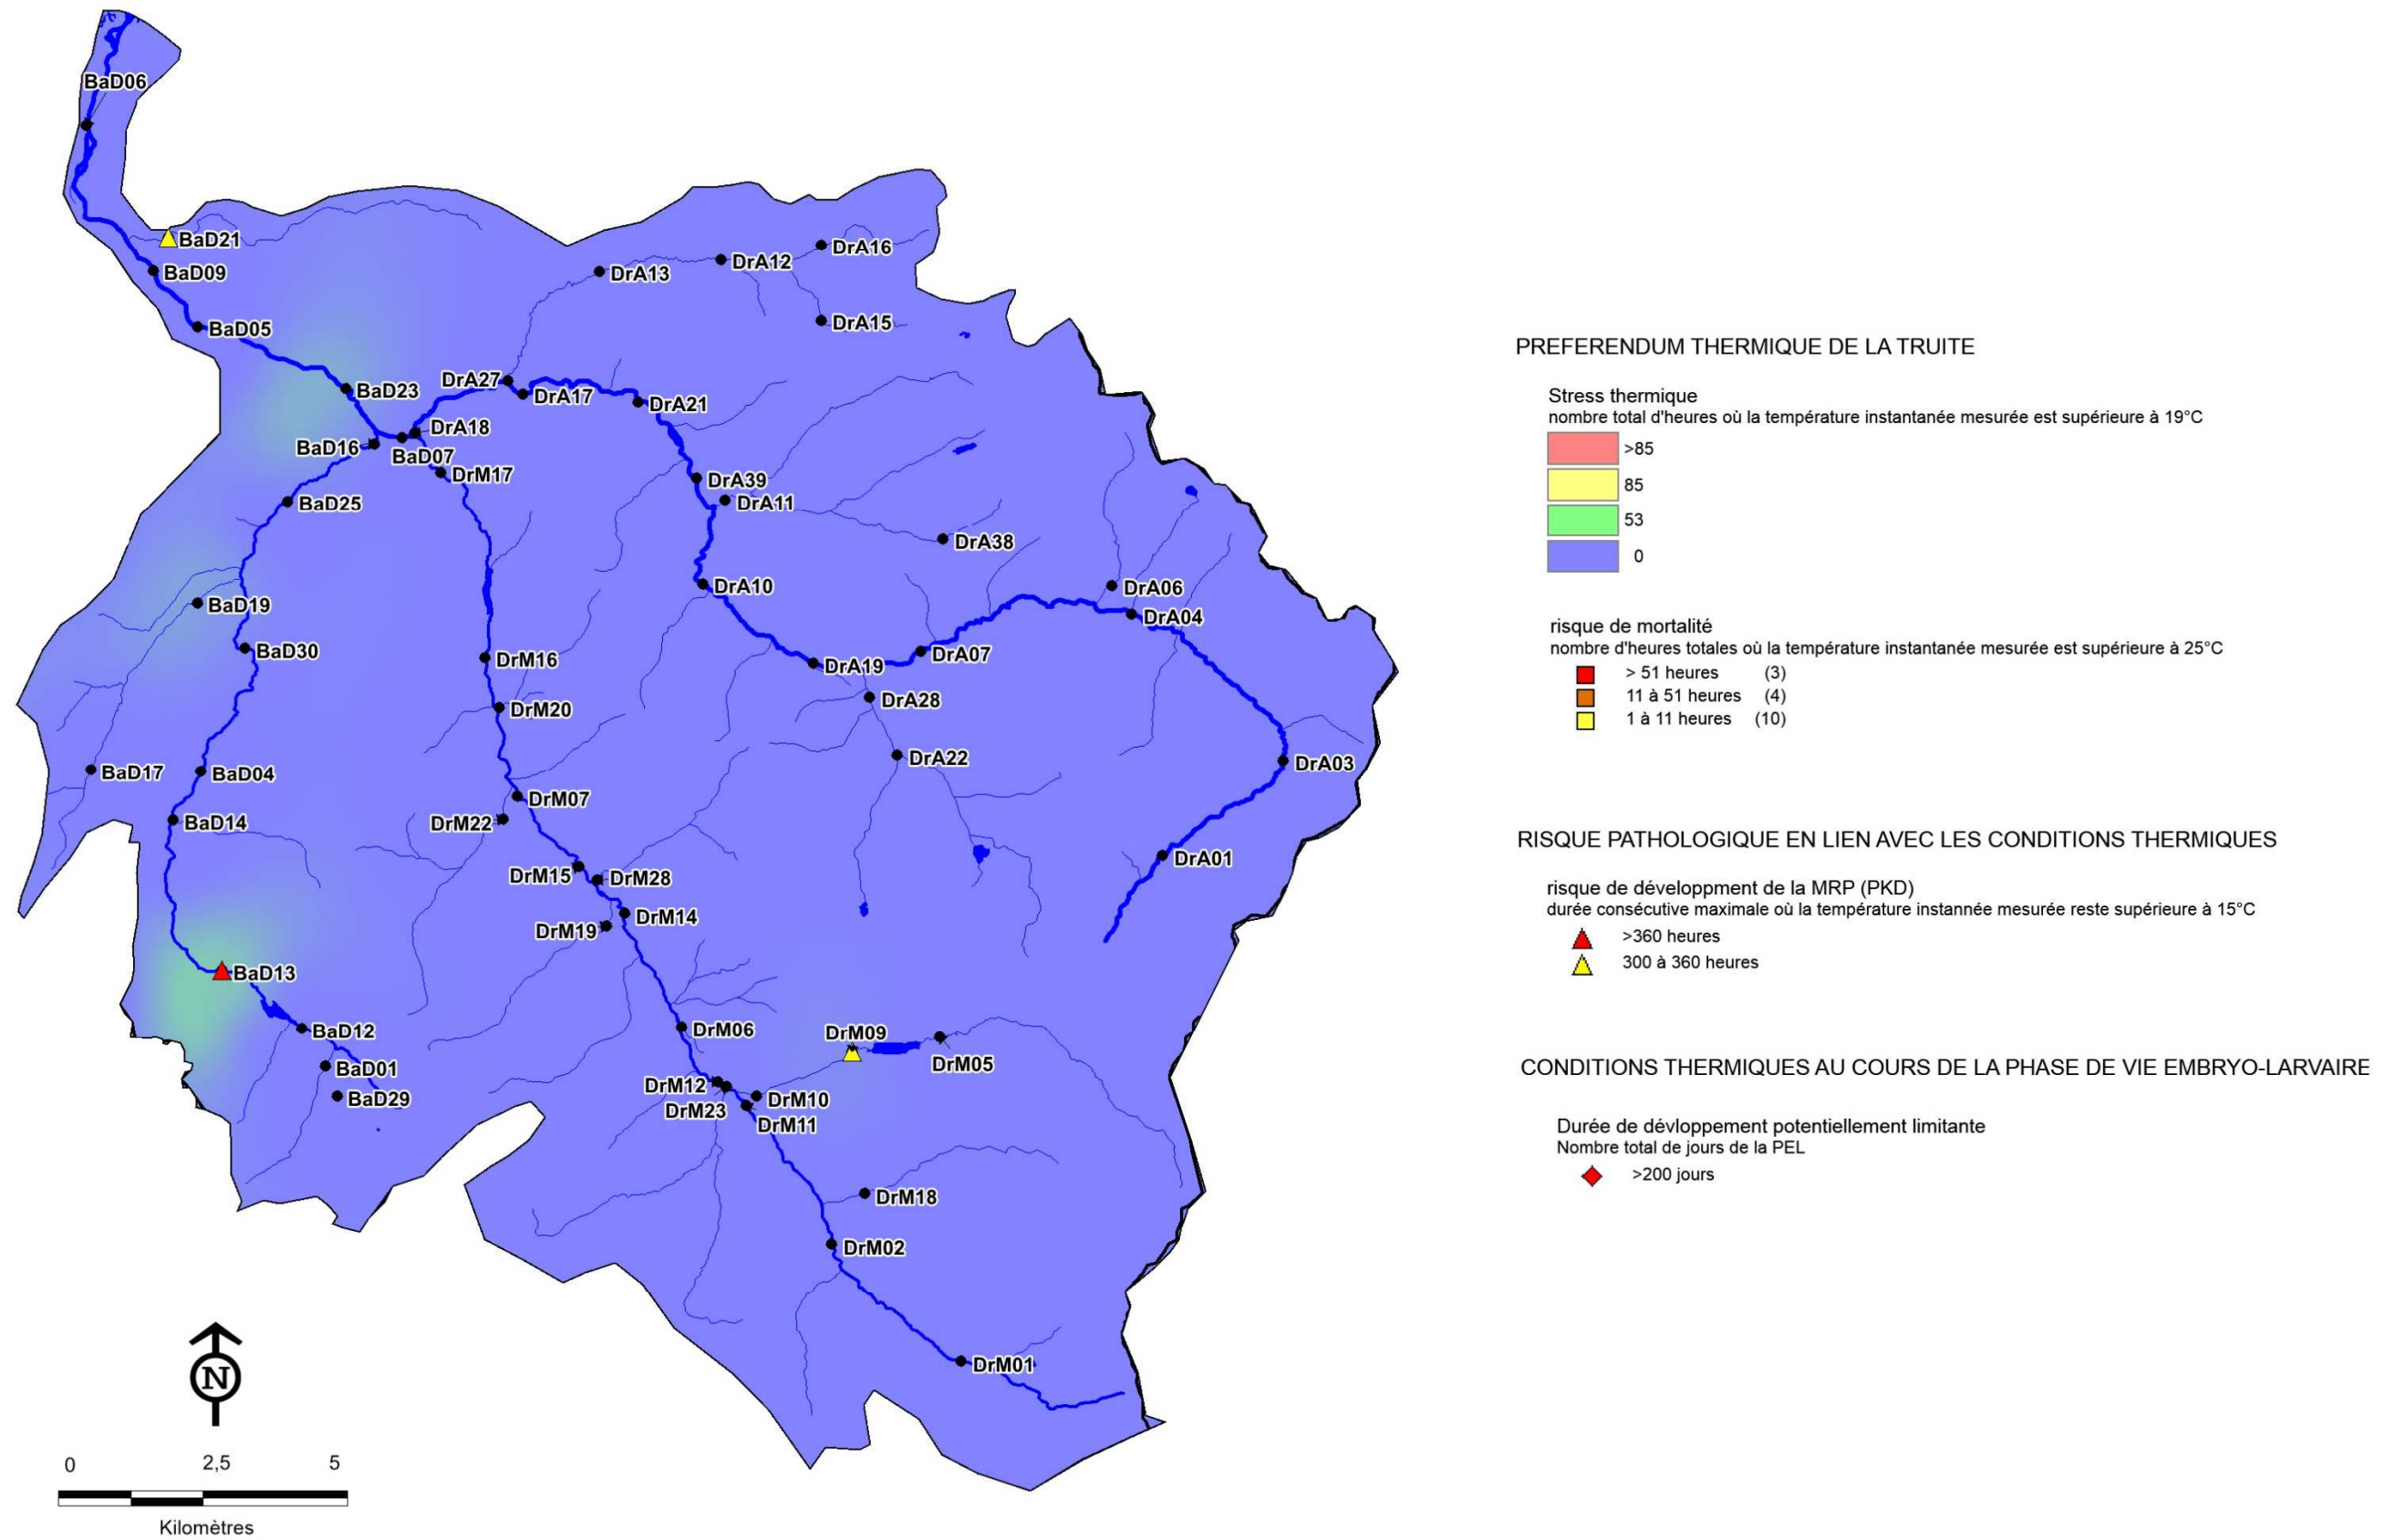 BaD06
BaD21
BaD09
BaD05
BaD23
BaD16
BaD07
BaD25
BaD19
BaD30
BaD17
BaD04
BaD14
BaD13
BaD12
BaD01
BaD29
DrA16
DrA12
DrA13
DrA15
DrA27
DrA17
DrA21
DrA18
DrM17
DrA39
DrA11
DrA38
DrA10
DrA06
DrA04
DrA07
DrA19
DrA28
DrA22
DrA03
DrA01
DrM16
DrM20
DrM07
DrM22
DrM15
DrM28
DrM14
DrM19
DrM06
DrM09
DrM05
DrM12
DrM10
DrM23
DrM11
DrM18
DrM02
DrM01
N
0 2,5 5
Kilomètres
PREFERENDUM THERMIQUE DE LA TRUITE
Stress thermique
nombre total d'heures où la température instantanée mesurée est supérieure à 19°C
>85
85
53
0
risque de mortalité
nombre d'heures totales où la température instantanée mesurée est supérieure à 25°C
> 51 heures (3)
11 à 51 heures (4)
1 à 11 heures (10)
RISQUE PATHOLOGIQUE EN LIEN AVEC LES CONDITIONS THERMIQUES
risque de développment de la MRP (PKD)
durée consécutive maximale où la température instannée mesurée reste supérieure à 15°C
>360 heures
300 à 360 heures
CONDITIONS THERMIQUES AU COURS DE LA PHASE DE VIE EMBRYO-LARVAIRE
Durée de dévloppement potentiellement limitante
Nombre total de jours de la PEL
>200 jours